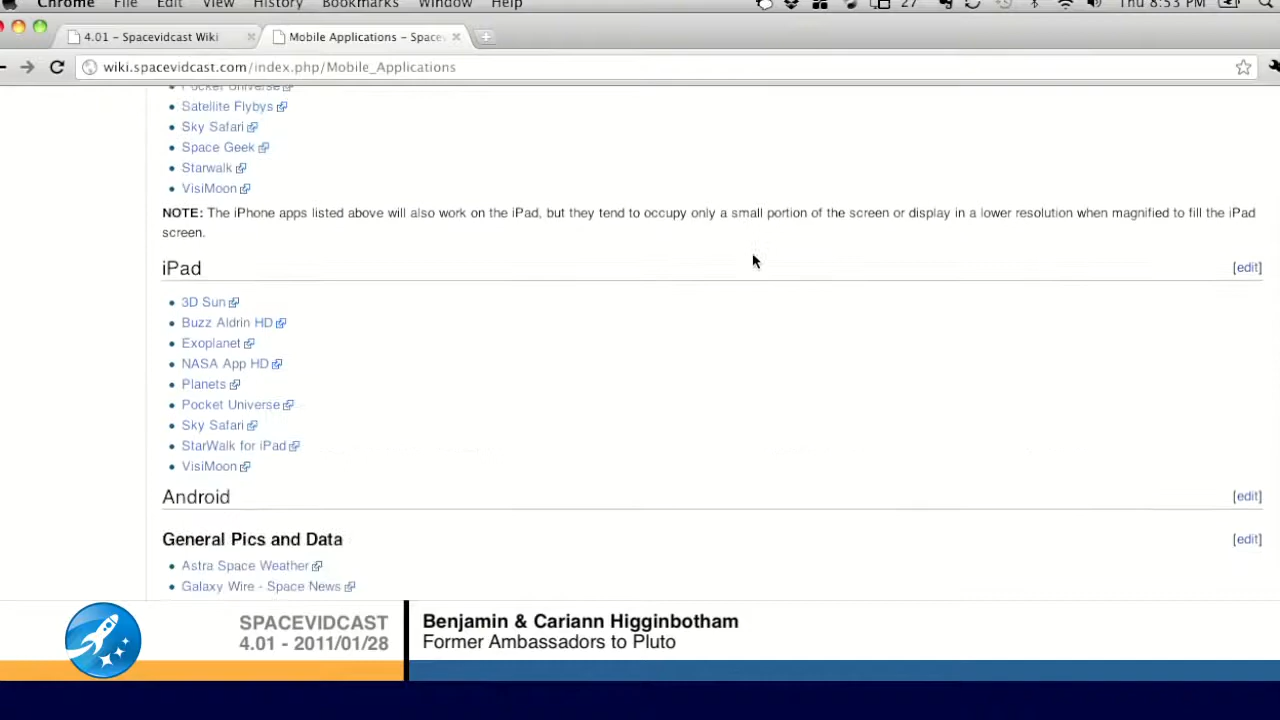 Chrome File Edit View History Bookmarks Window Help 27 Thu 8:53 PM
4.01 – Spacevidcast Wiki
Mobile Applications – Space
wiki.spacevidcast.com/index.php/Mobile_Applications
Pocket Universe
Satellite Flybys
Sky Safari
Space Geek
Starwalk
VisiMoon
NOTE: The iPhone apps listed above will also work on the iPad, but they tend to occupy only a small portion of the screen or display in a lower resolution when magnified to fill the iPad
screen.
iPad [edit]
3D Sun
Buzz Aldrin HD
Exoplanet
NASA App HD
Planets
Pocket Universe
Sky Safari
StarWalk for iPad
VisiMoon
Android [edit]
General Pics and Data [edit]
Astra Space Weather
Galaxy Wire - Space News
SPACEVIDCAST
4.01 - 2011/01/28
Benjamin & Cariann Higginbotham
Former Ambassadors to Pluto